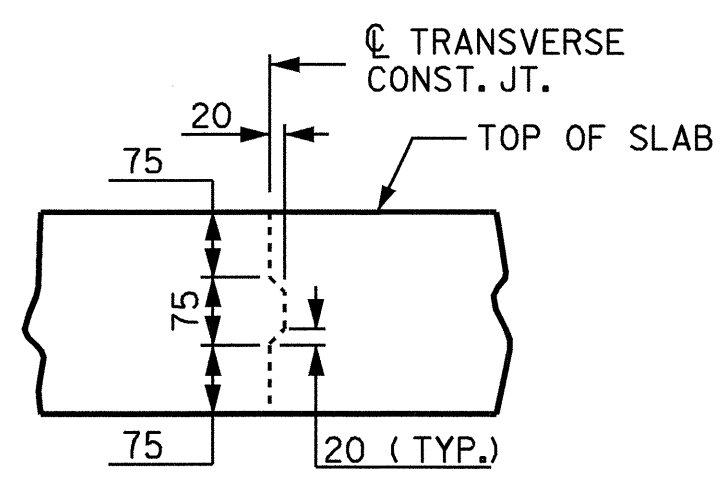 ℄ TRANSVERSE
CONST. JT.
20
TOP OF SLAB
75
75
75
20 (TYP.)